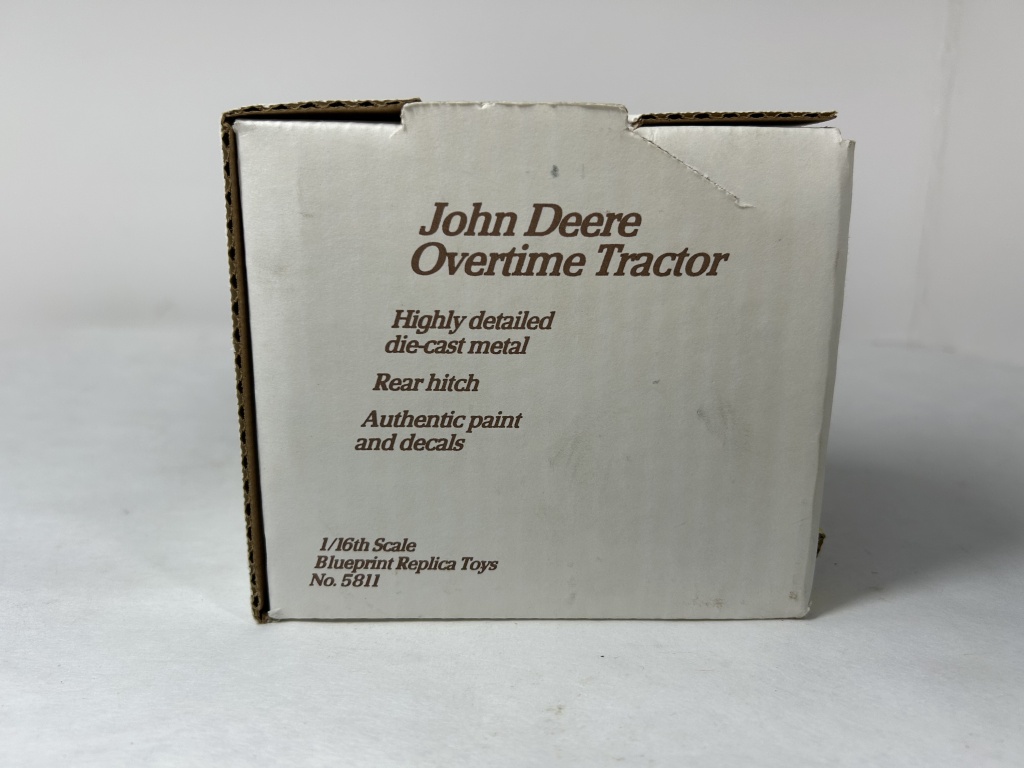 John Deere
Overtime Tractor
Highly detailed
die-cast metal
Rear hitch
Authentic paint
and decals
1/16th Scale
Blueprint Replica Toys
No. 5811